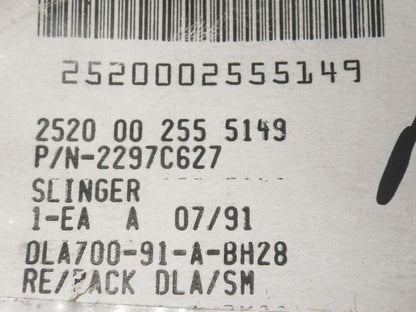 2520002555149
2520 00 255 5149
P/N-2297C627
SLINGER
1-EA A 07/91
DLA700-91-A-BH28
RE/PACK DLA/SM